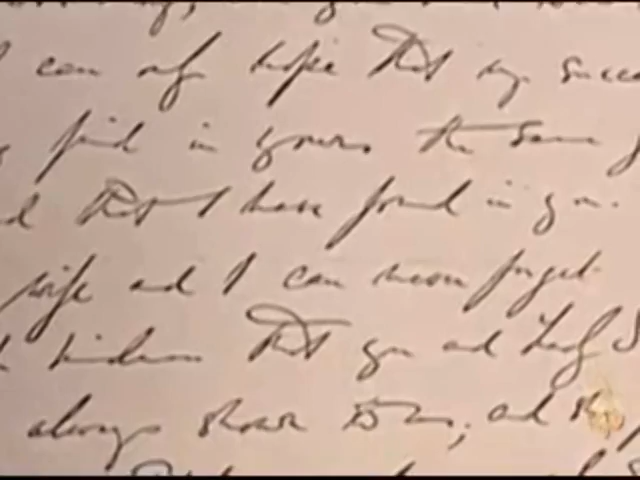 I can only hope that my succe
find in yours the same
that I have found in you.
wife and I can never forget
kindness that you and Lady S
always shown to us, and